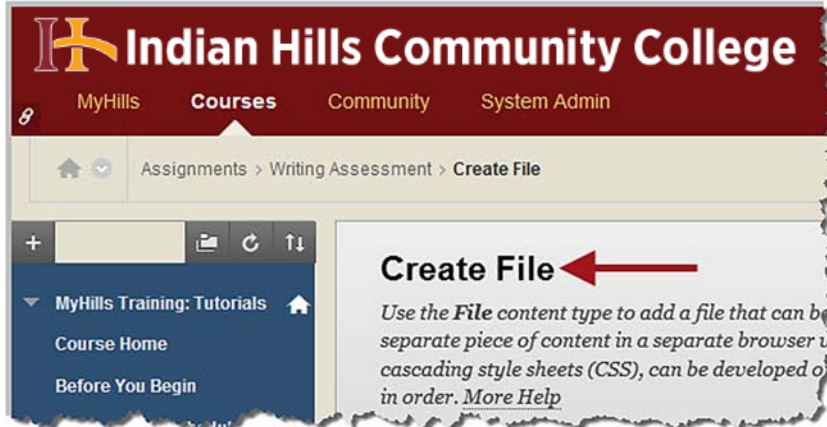 Indian Hills Community College
MyHills Courses Community System Admin
Assignments > Writing Assessment > Create File
Create File
Use the File content type to add a file that can
separate piece of content in a separate browser
cascading style sheets (CSS), can be developed
in order. More Help
MyHills Training: Tutorials
Course Home
Before You Begin